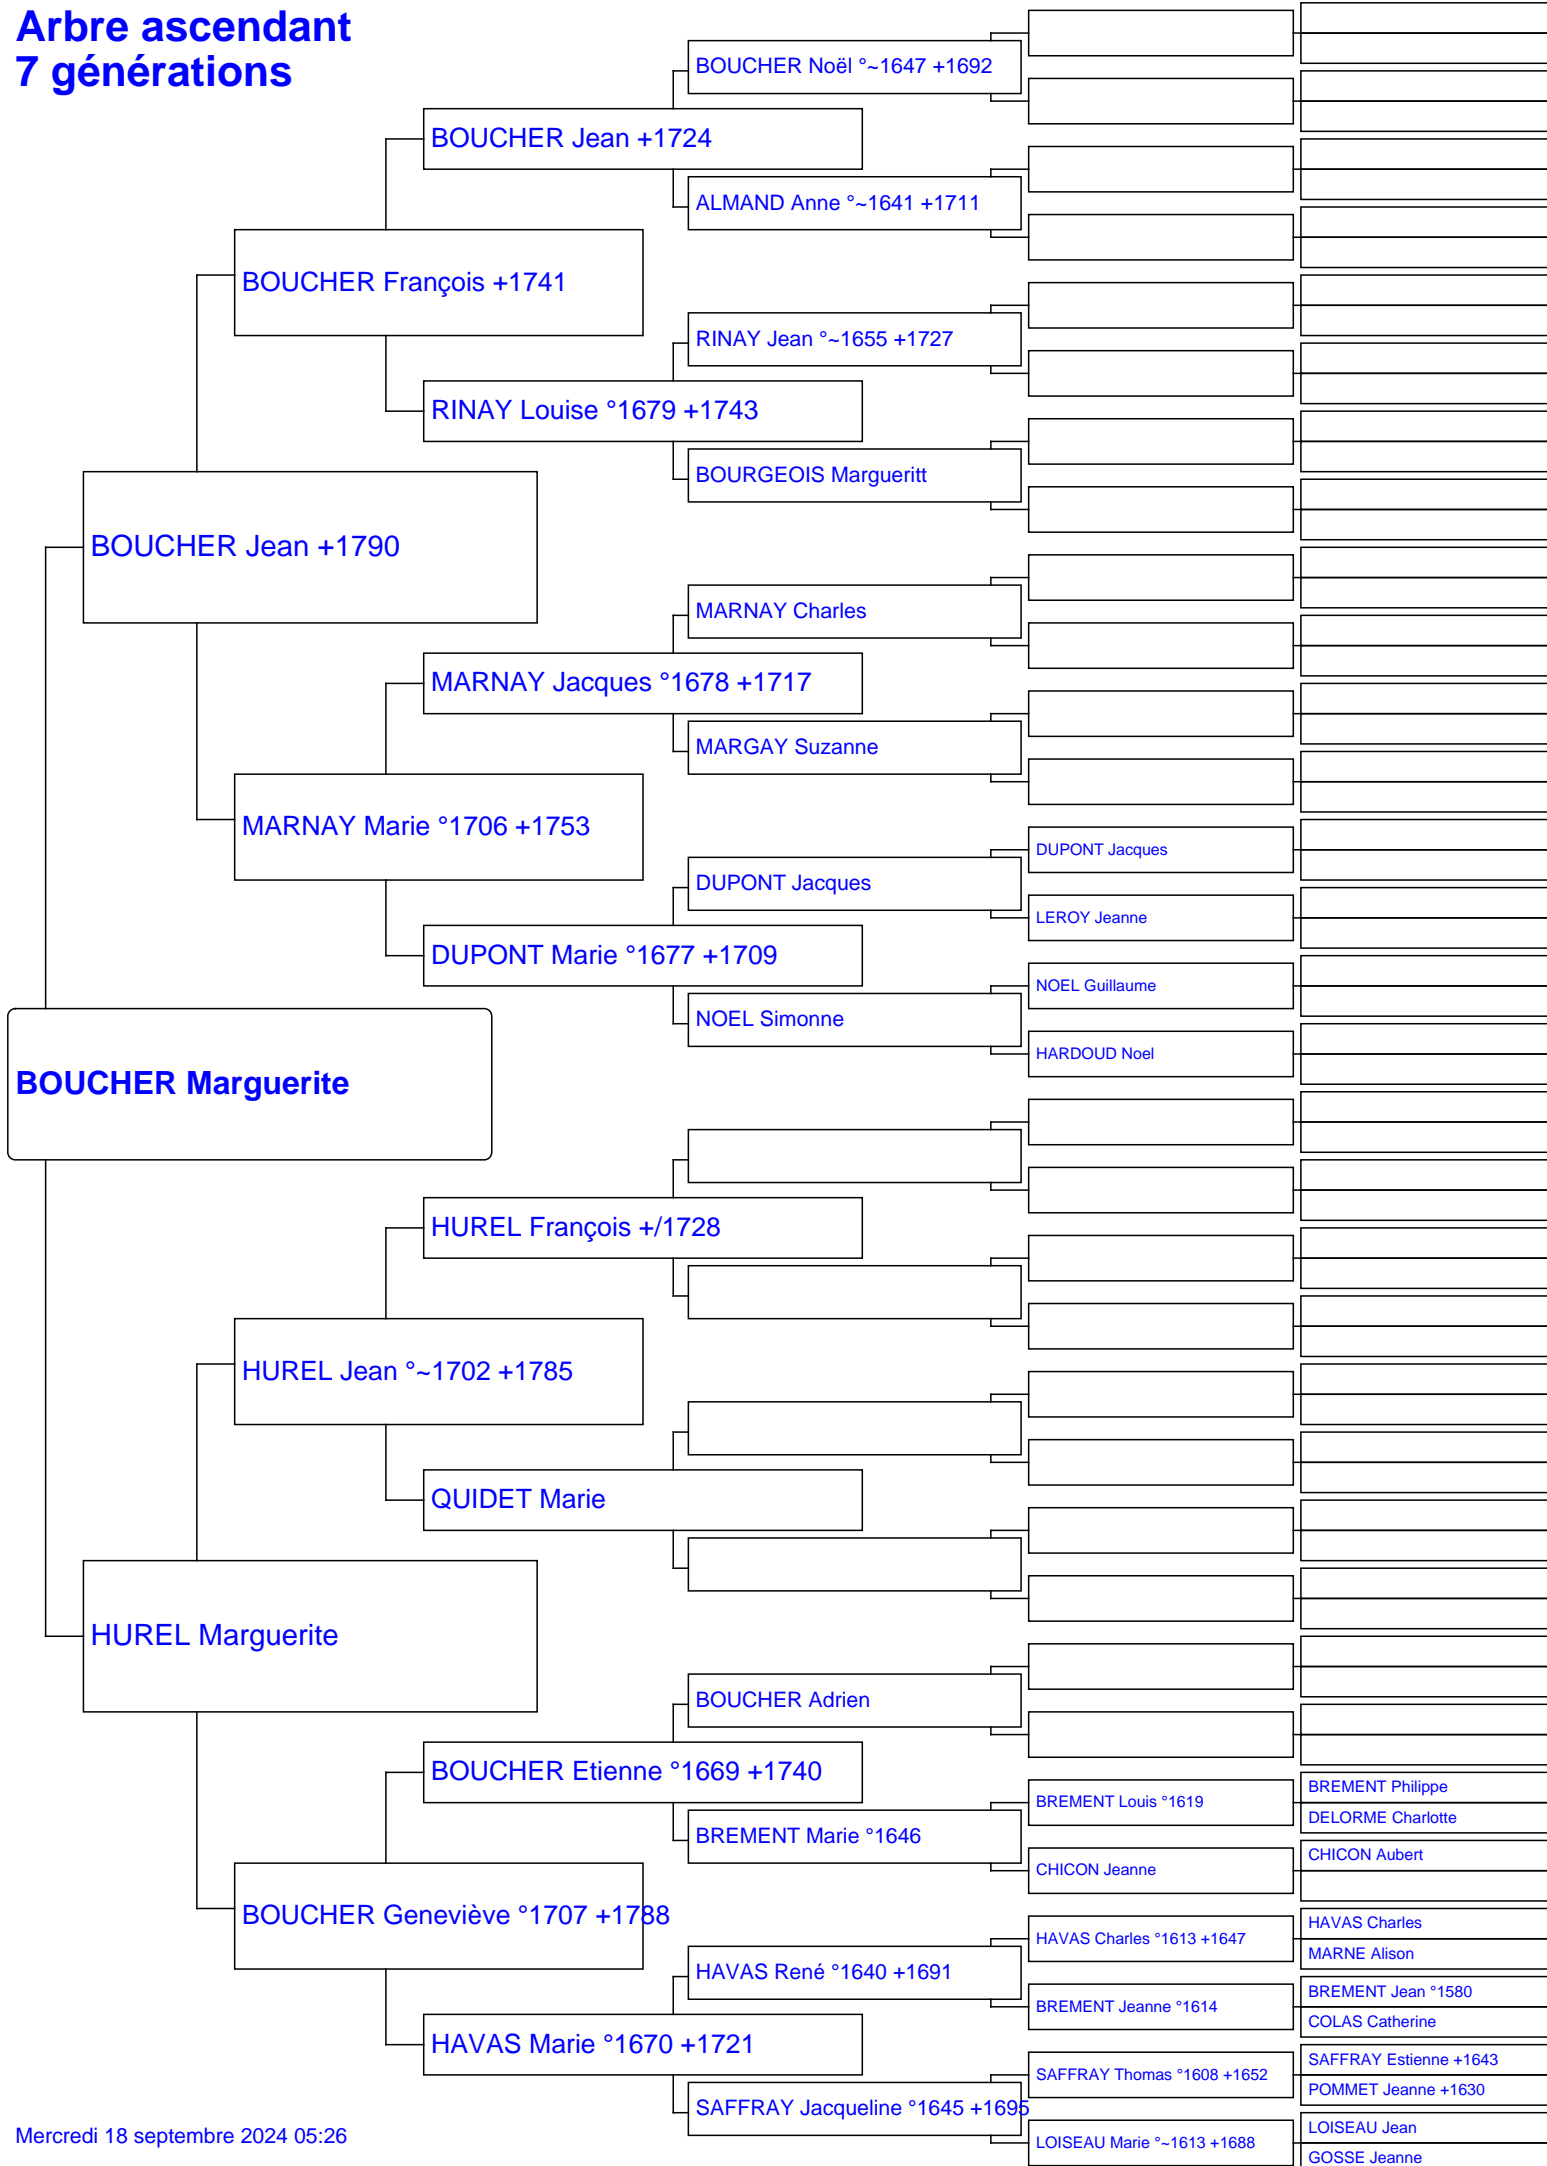 Arbre ascendant
7 générations
BOUCHER Noël °~1647 +1692
BOUCHER Jean +1724
ALMAND Anne °~1641 +1711
BOUCHER François +1741
RINAY Jean °~1655 +1727
RINAY Louise °1679 +1743
BOURGEOIS Margueritt
BOUCHER Jean +1790
MARNAY Charles
MARNAY Jacques °1678 +1717
MARGAY Suzanne
MARNAY Marie °1706 +1753
DUPONT Jacques
DUPONT Jacques
LEROY Jeanne
DUPONT Marie °1677 +1709
NOEL Guillaume
NOEL Simonne
HARDOUD Noel
BOUCHER Marguerite
HUREL François +/1728
HUREL Jean °~1702 +1785
QUIDET Marie
HUREL Marguerite
BOUCHER Adrien
BOUCHER Etienne °1669 +1740
BREMENT Philippe
BREMENT Louis °1619
DELORME Charlotte
BREMENT Marie °1646
CHICON Aubert
CHICON Jeanne
BOUCHER Geneviève °1707 +1788
HAVAS Charles
HAVAS Charles °1613 +1647
MARNE Alison
HAVAS René °1640 +1691
BREMENT Jean °1580
BREMENT Jeanne °1614
COLAS Catherine
HAVAS Marie °1670 +1721
SAFFRAY Estienne +1643
SAFFRAY Thomas °1608 +1652
POMMET Jeanne +1630
SAFFRAY Jacqueline °1645 +1695
LOISEAU Jean
LOISEAU Marie °~1613 +1688
GOSSE Jeanne
Mercredi 18 septembre 2024 05:26